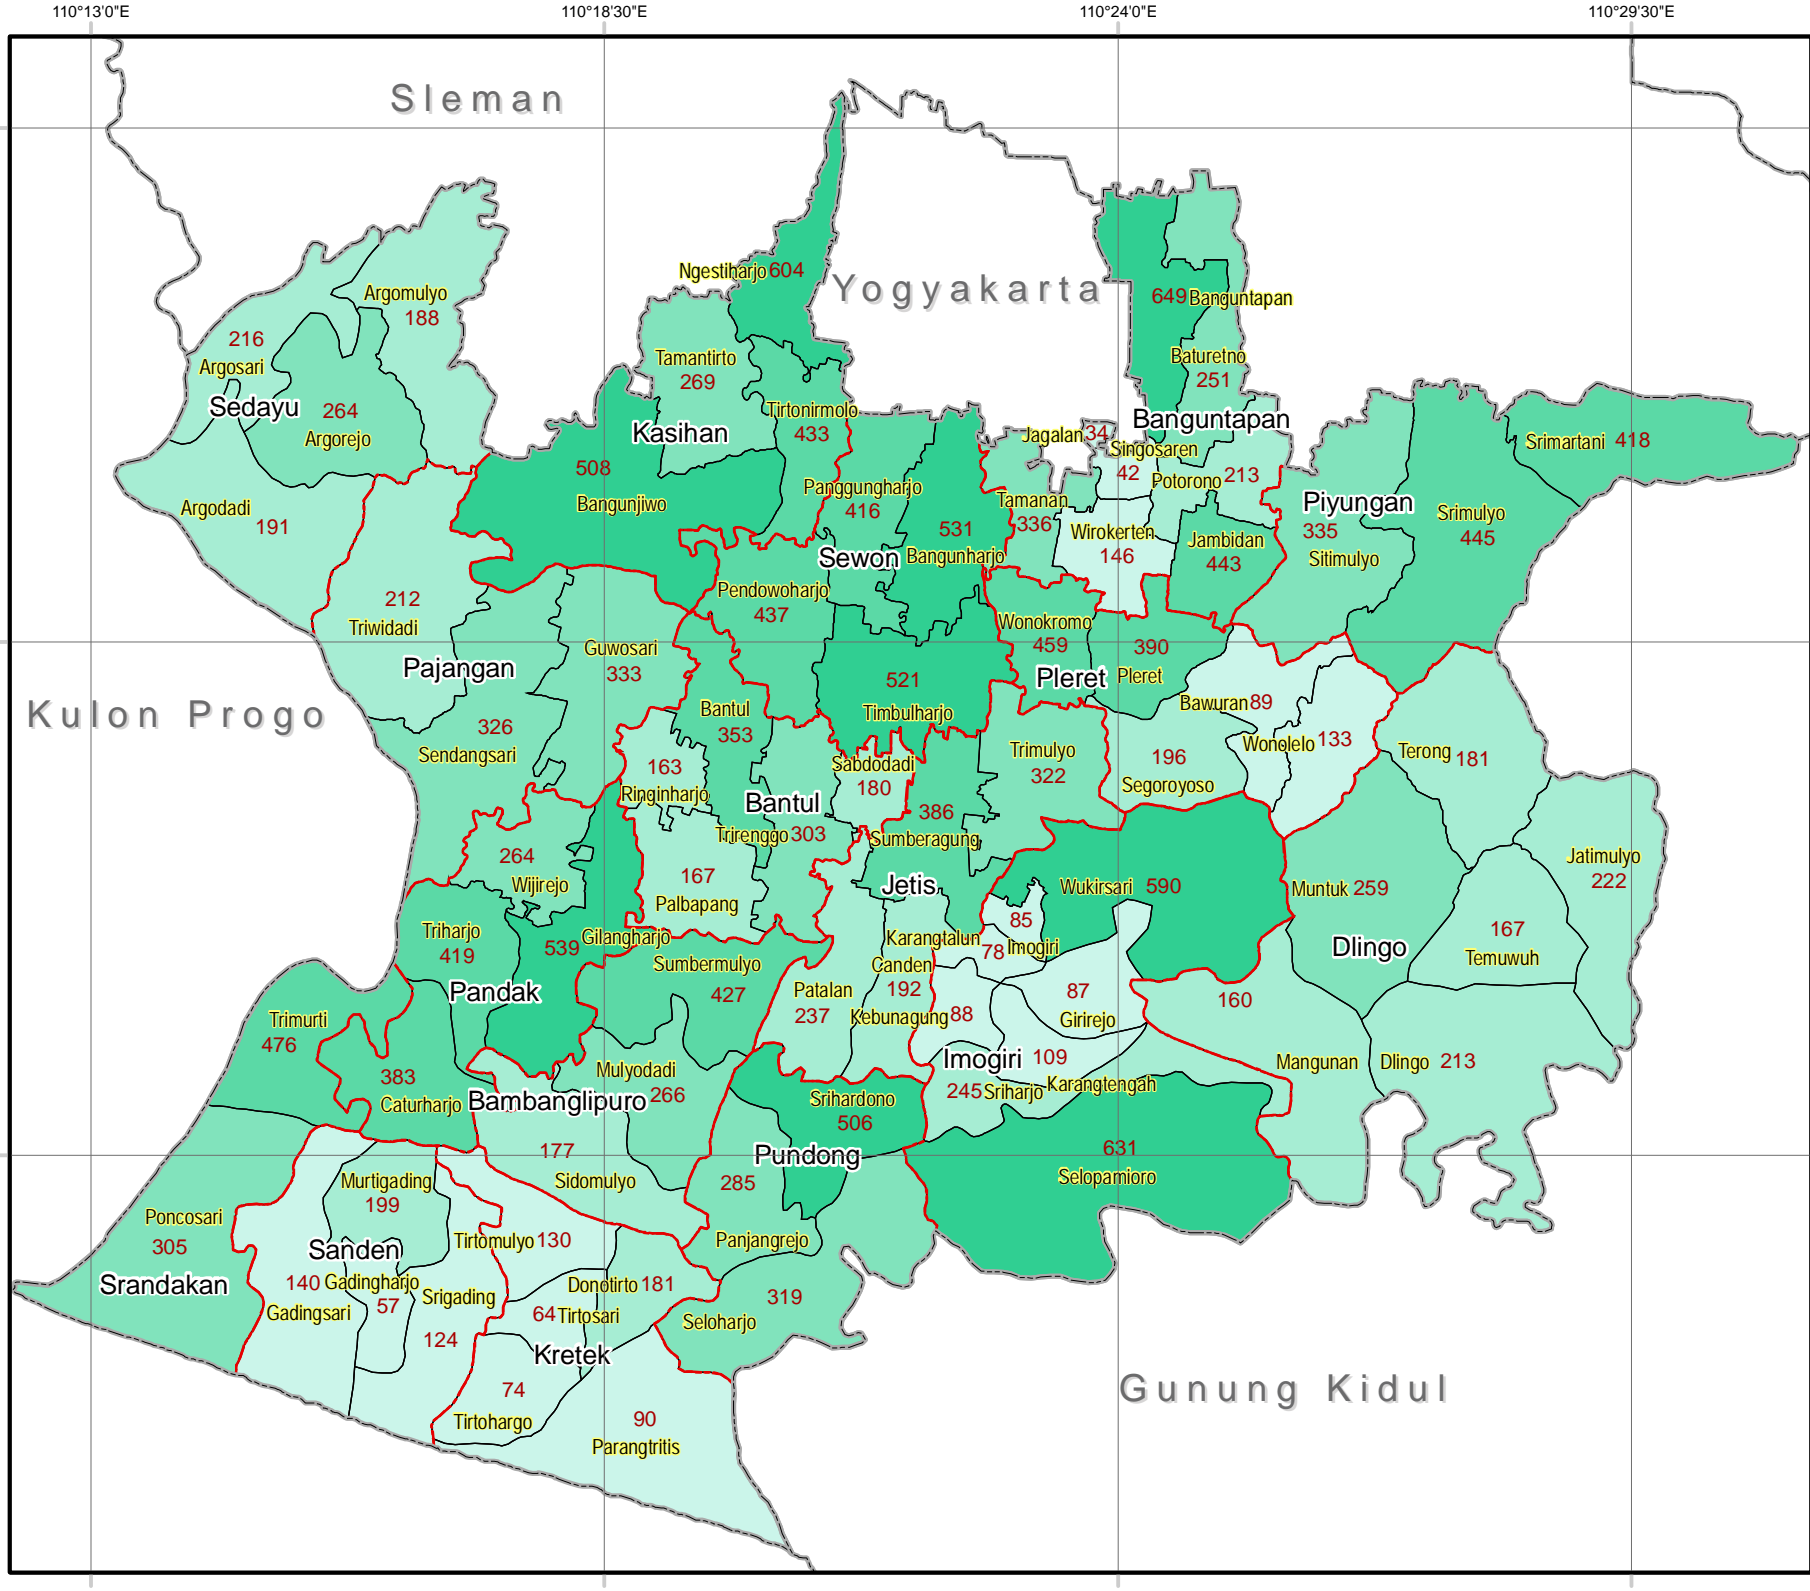 110°13'0"E
110°18'30"E
110°24'0"E
110°29'30"E
Sleman
Yogyakarta
Kulon Progo
Gunung Kidul
Ngestiharjo 604
Argomulyo
188
216
Argosari
Sedayu
264
Argorejo
Argodadi
191
Tamantirto
269
Kasihan
Tirtonirmolo
433
508
Bangunjiwo
649 Banguntapan
Baturetno
251
Banguntapan
Jagalan 34
Singosaren
42
Potorono 213
Tamanan
336
Wirokerten
146
Jambidan
443
Piyungan
335
Sitimulyo
Srimulyo
445
Srimartani 418
Panggungharjo
416
531
Bangunharjo
Sewon
Pendowoharjo
437
521
Timbulharjo
212
Triwidadi
Pajangan
Guwosari
333
326
Sendangsari
Wonokromo
459
390
Pleret
Pleret
Bawuran 89
Wonolelo 133
196
Segoroyoso
Bantul
353
163
Ringinharjo
Bantul
Trirenggo 303
167
Palbapang
Sabdodadi
180
Trimulyo
322
386
Sumberagung
Jetis
Patalan
237
Canden
192
Terong 181
Jatimulyo
222
Muntuk 259
167
Temuwuh
Dlingo
160
Mangunan
Dlingo 213
264
Wijirejo
Triharjo
419
539 Gilangharjo
Pandak
383
Caturharjo
Wukirsari 590
85
Imogiri
Karangtalun
78
Kebunagung 88
87
Girirejo
Imogiri
109
Karangtengah
245 Sriharjo
631
Selopamioro
Sumbermulyo
427
Mulyodadi
266
Bambanglipuro
177
Sidomulyo
Trimurti
476
Poncosari
305
Srandakan
Srihardono
506
Pundong
285
Panjangrejo
319
Seloharjo
Murtigading
199
Sanden
140
Gadingsari
Gadingharjo
57
Srigading
124
Tirtomulyo 130
Donotirto 181
64 Tirtosari
Kretek
74
Tirtohargo
90
Parangtritis